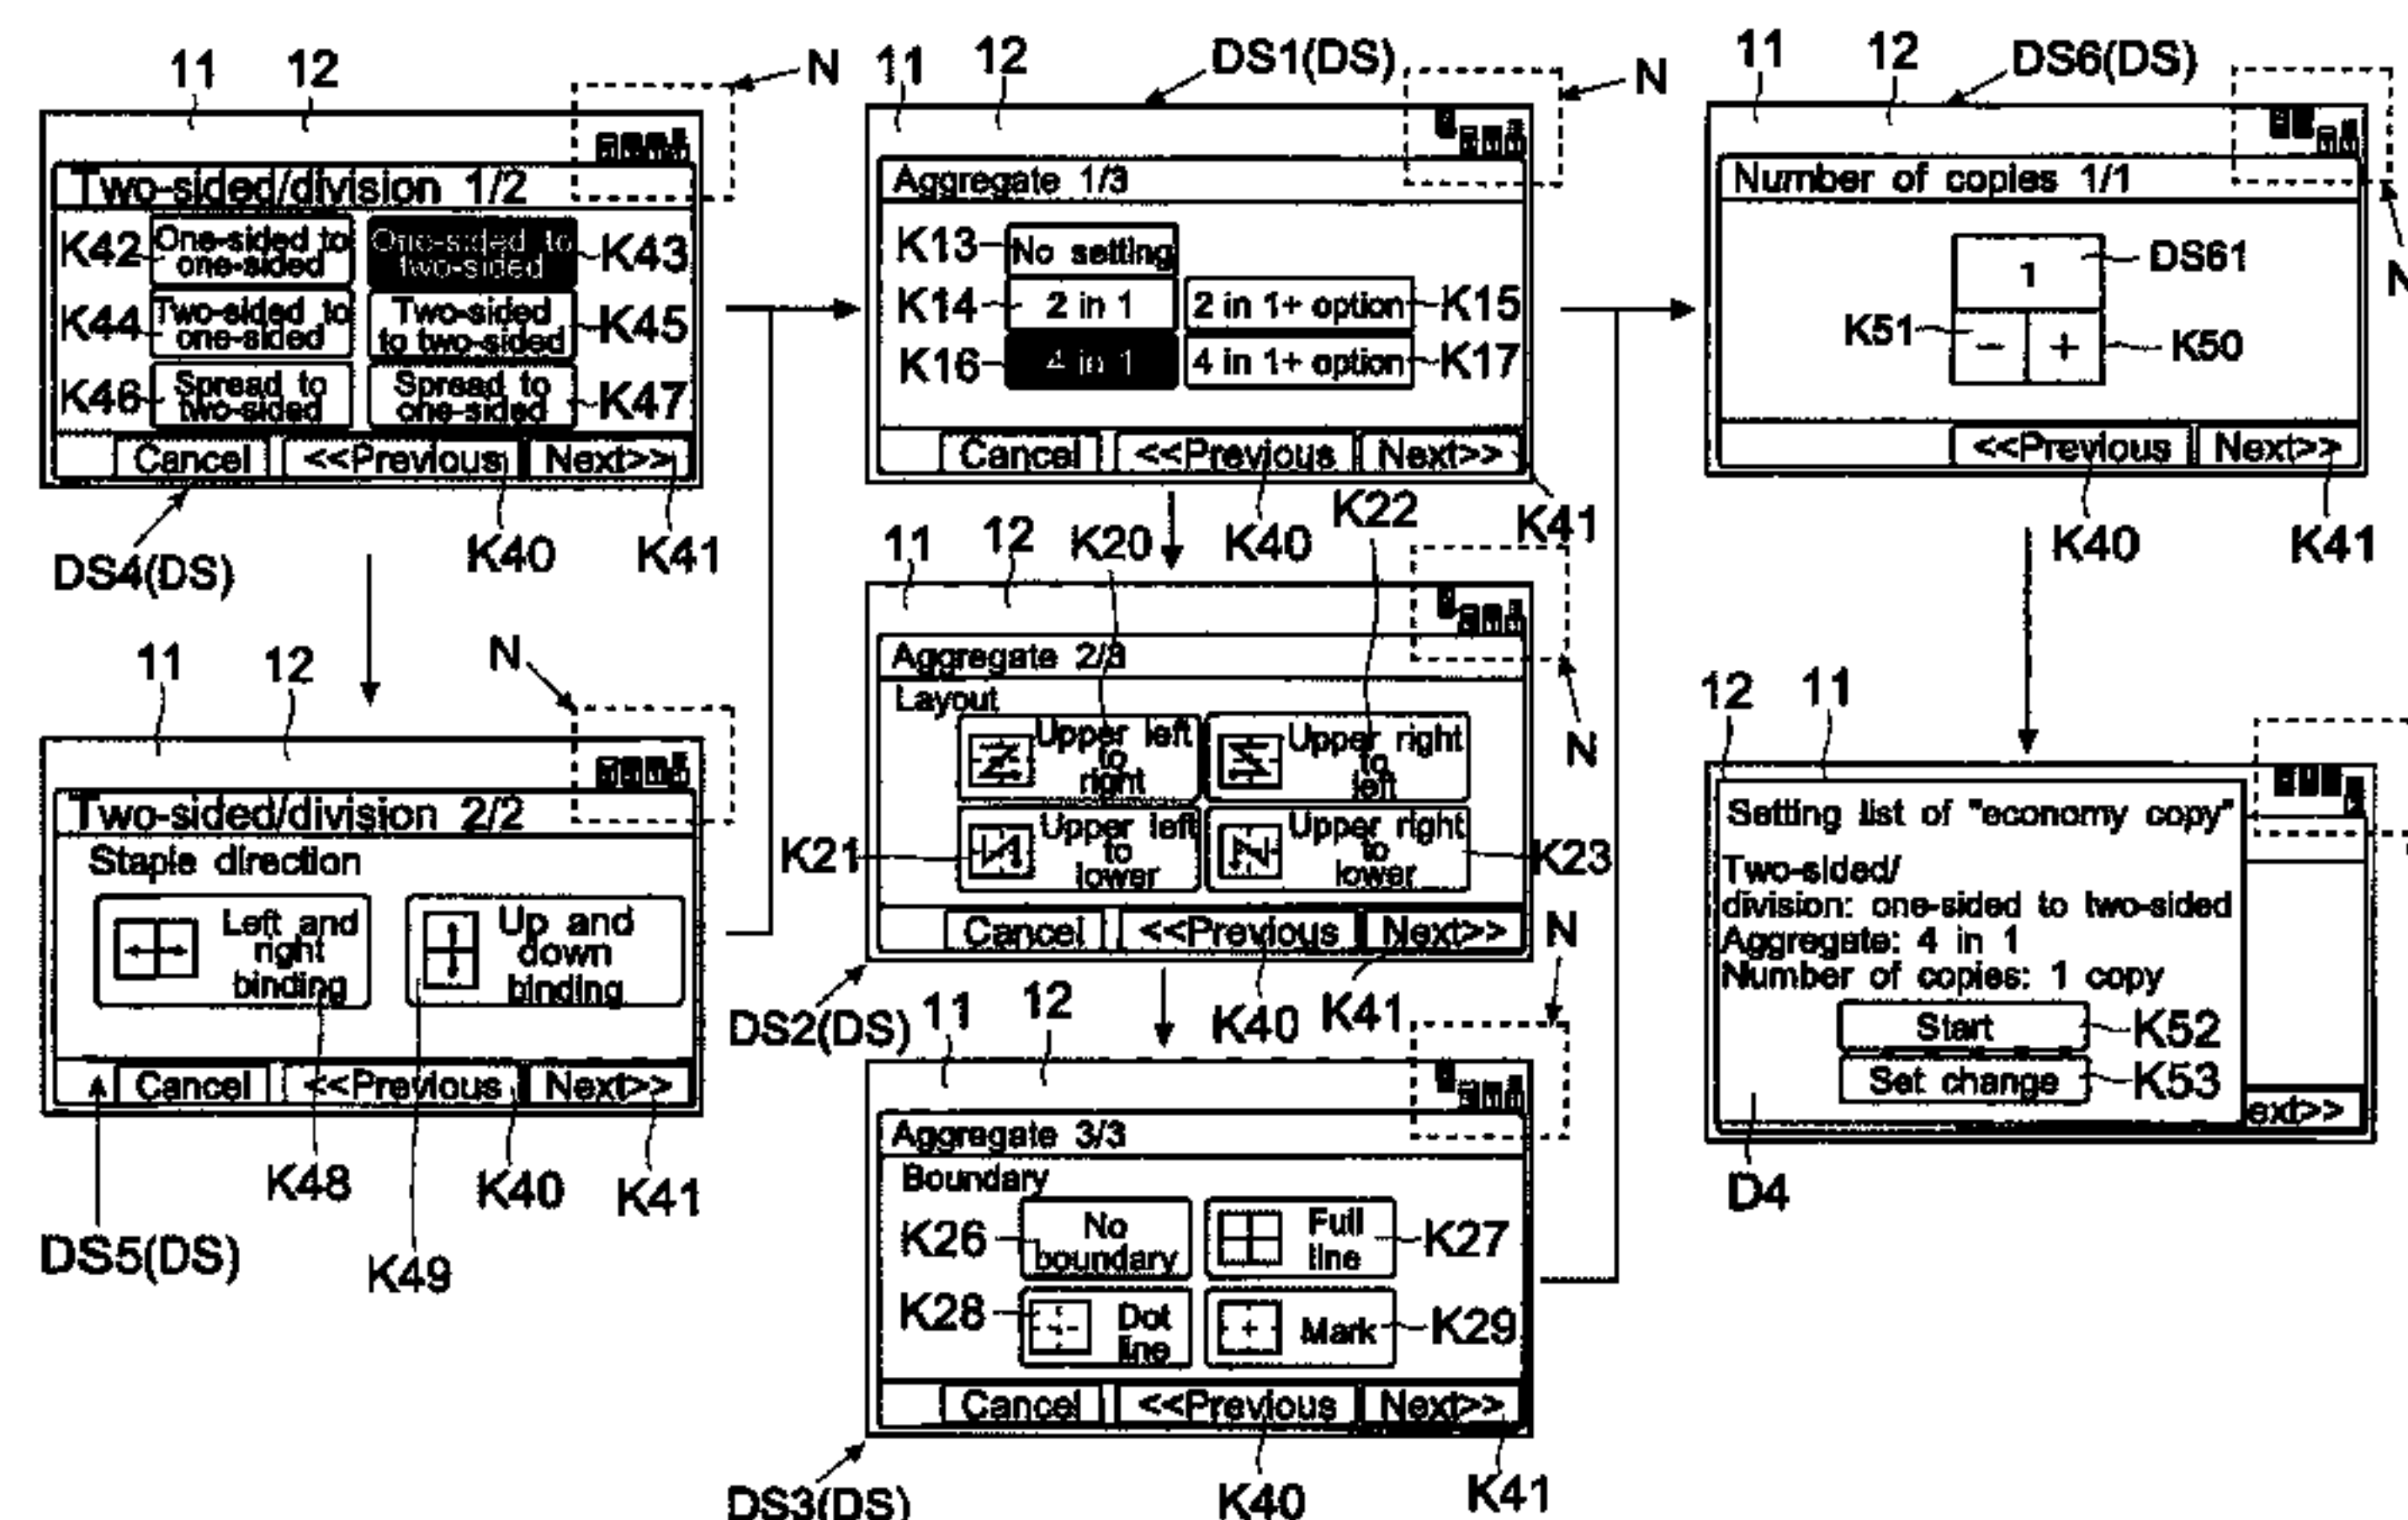 11 12 N
Two-sided/division 1/2
K42 One-sided to one-sided
One-sided to two-sided K43
K44 Two-sided to one-sided
Two-sided to two-sided K45
K46 Spread to two-sided
Spread to one-sided K47
Cancel <<Previous Next>>
DS4(DS) K40 K41
11 12 N
Two-sided/division 2/2
Staple direction
Left and right binding
Up and down binding
Cancel <<Previous Next>>
K48 K40 K41
DS5(DS) K49
11 12 DS1(DS) N
Aggregate 1/3
K13 No setting
K14 2 in 1 2 in 1+ option K15
K16 4 in 1 4 in 1+ option K17
Cancel <<Previous Next>>
11 12 K20 K40 K22 K41
Aggregate 2/3
Layout
Upper left to right
Upper right to left
N
K21 Upper left to lower
Upper right to lower K23
Cancel <<Previous Next>> N
DS2(DS) 11 12 K40 K41
Aggregate 3/3
Boundary
K26 No boundary
Full line K27
K28 Dot line
Mark K29
Cancel <<Previous Next>>
DS3(DS) K40 K41
11 12 DS6(DS)
Number of copies 1/1
N
1 DS61
K51 - + K50
<<Previous Next>>
K40 K41
12 11
Setting list of "economy copy"
Two-sided/
division: one-sided to two-sided
Aggregate: 4 in 1
Number of copies: 1 copy
Start K52
Set change K53
ext>>
D4